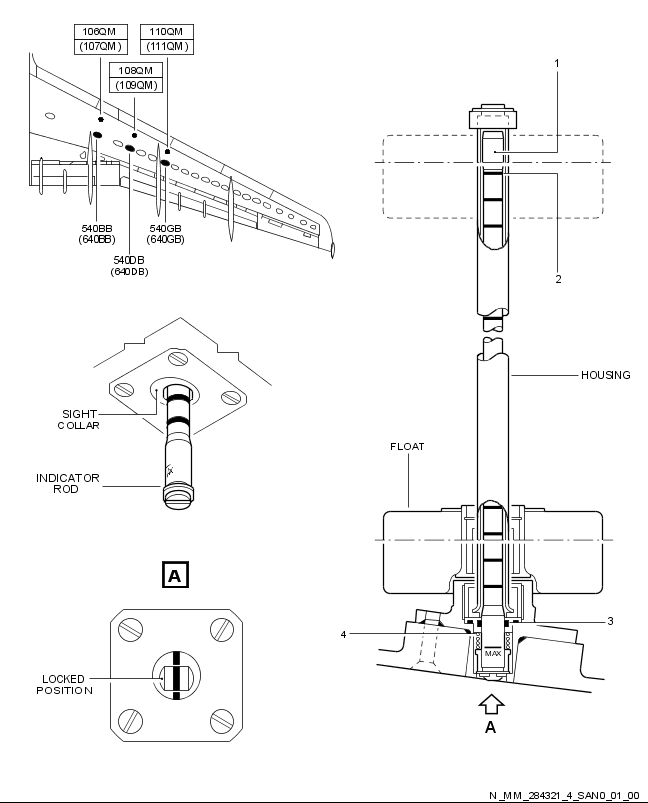 106QM
(107QM)
110QM
(111QM)
108QM
(109QM)
540BB
(640BB)
540GB
(640GB)
540DB
(640DB)
1
2
HOUSING
FLOAT
SIGHT
COLLAR
INDICATOR
ROD
A
LOCKED
POSITION
3
4
MAX
A
N_MM_284321_4_SAN0_01_00